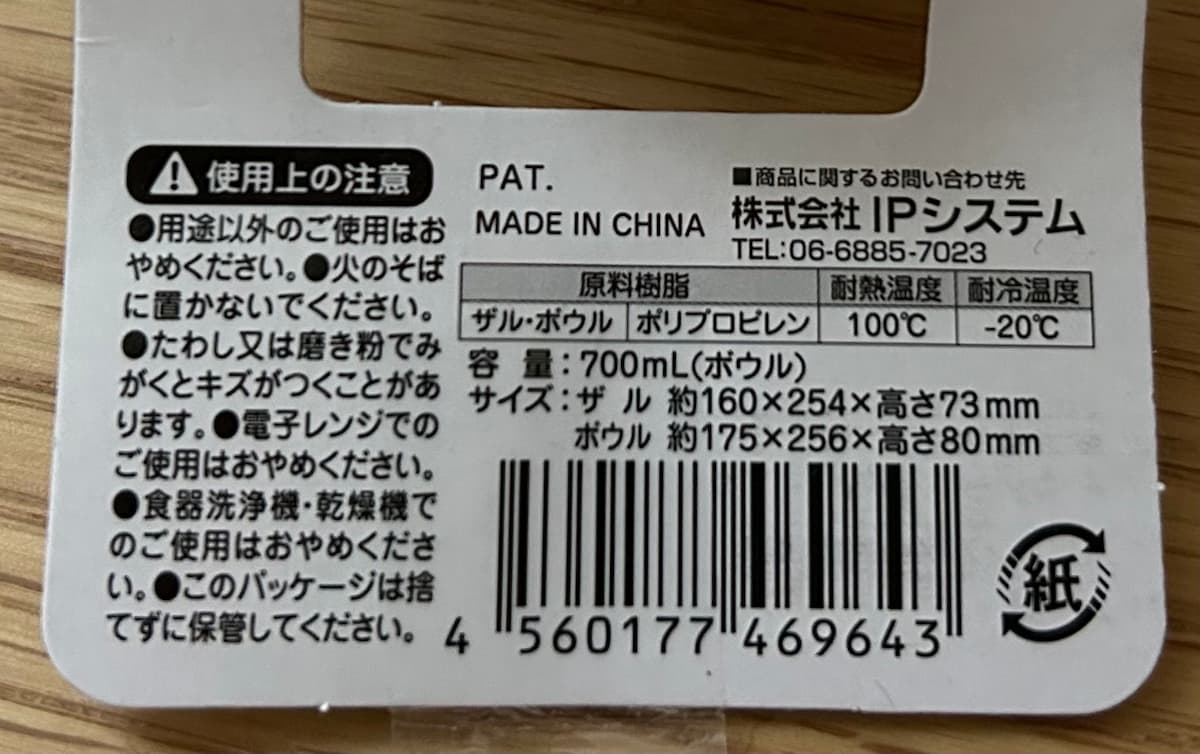 ⚠使用上の注意
●用途以外のご使用はお
やめください。●火のそば
に置かないでください。
●たわし又は磨き粉でみ
がくとキズがつくことがあ
ります。●電子レンジでの
ご使用はおやめください。
●食器洗浄機・乾燥機で
のご使用はおやめくださ
い。●このパッケージは捨
てずに保管してください。
PAT.
MADE IN CHINA
■商品に関するお問い合わせ先
株式会社IPシステム
TEL:06-6885-7023
原料樹脂 耐熱温度 耐冷温度
ザル・ボウル ポリプロピレン 100℃ -20℃
容 量:700mL(ボウル)
サイズ:ザ ル 約160×254×高さ73mm
ボウル 約175×256×高さ80mm
4 560177 469643
紙